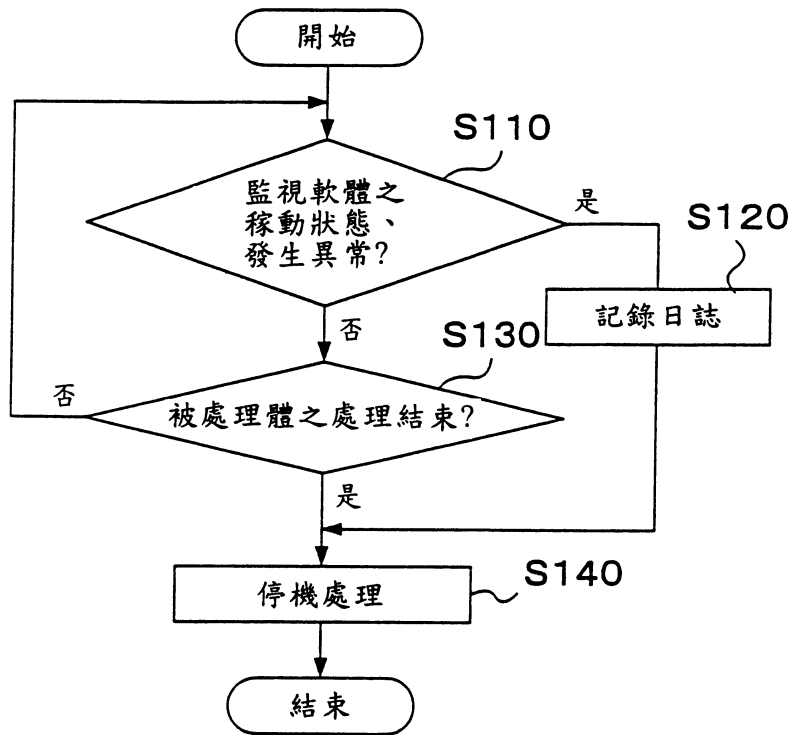 開始
S110
監視軟體之
稼動狀態、
發生異常?
是
S120
記錄日誌
否
S130
否
被處理體之處理結束?
是
S140
停機處理
結束